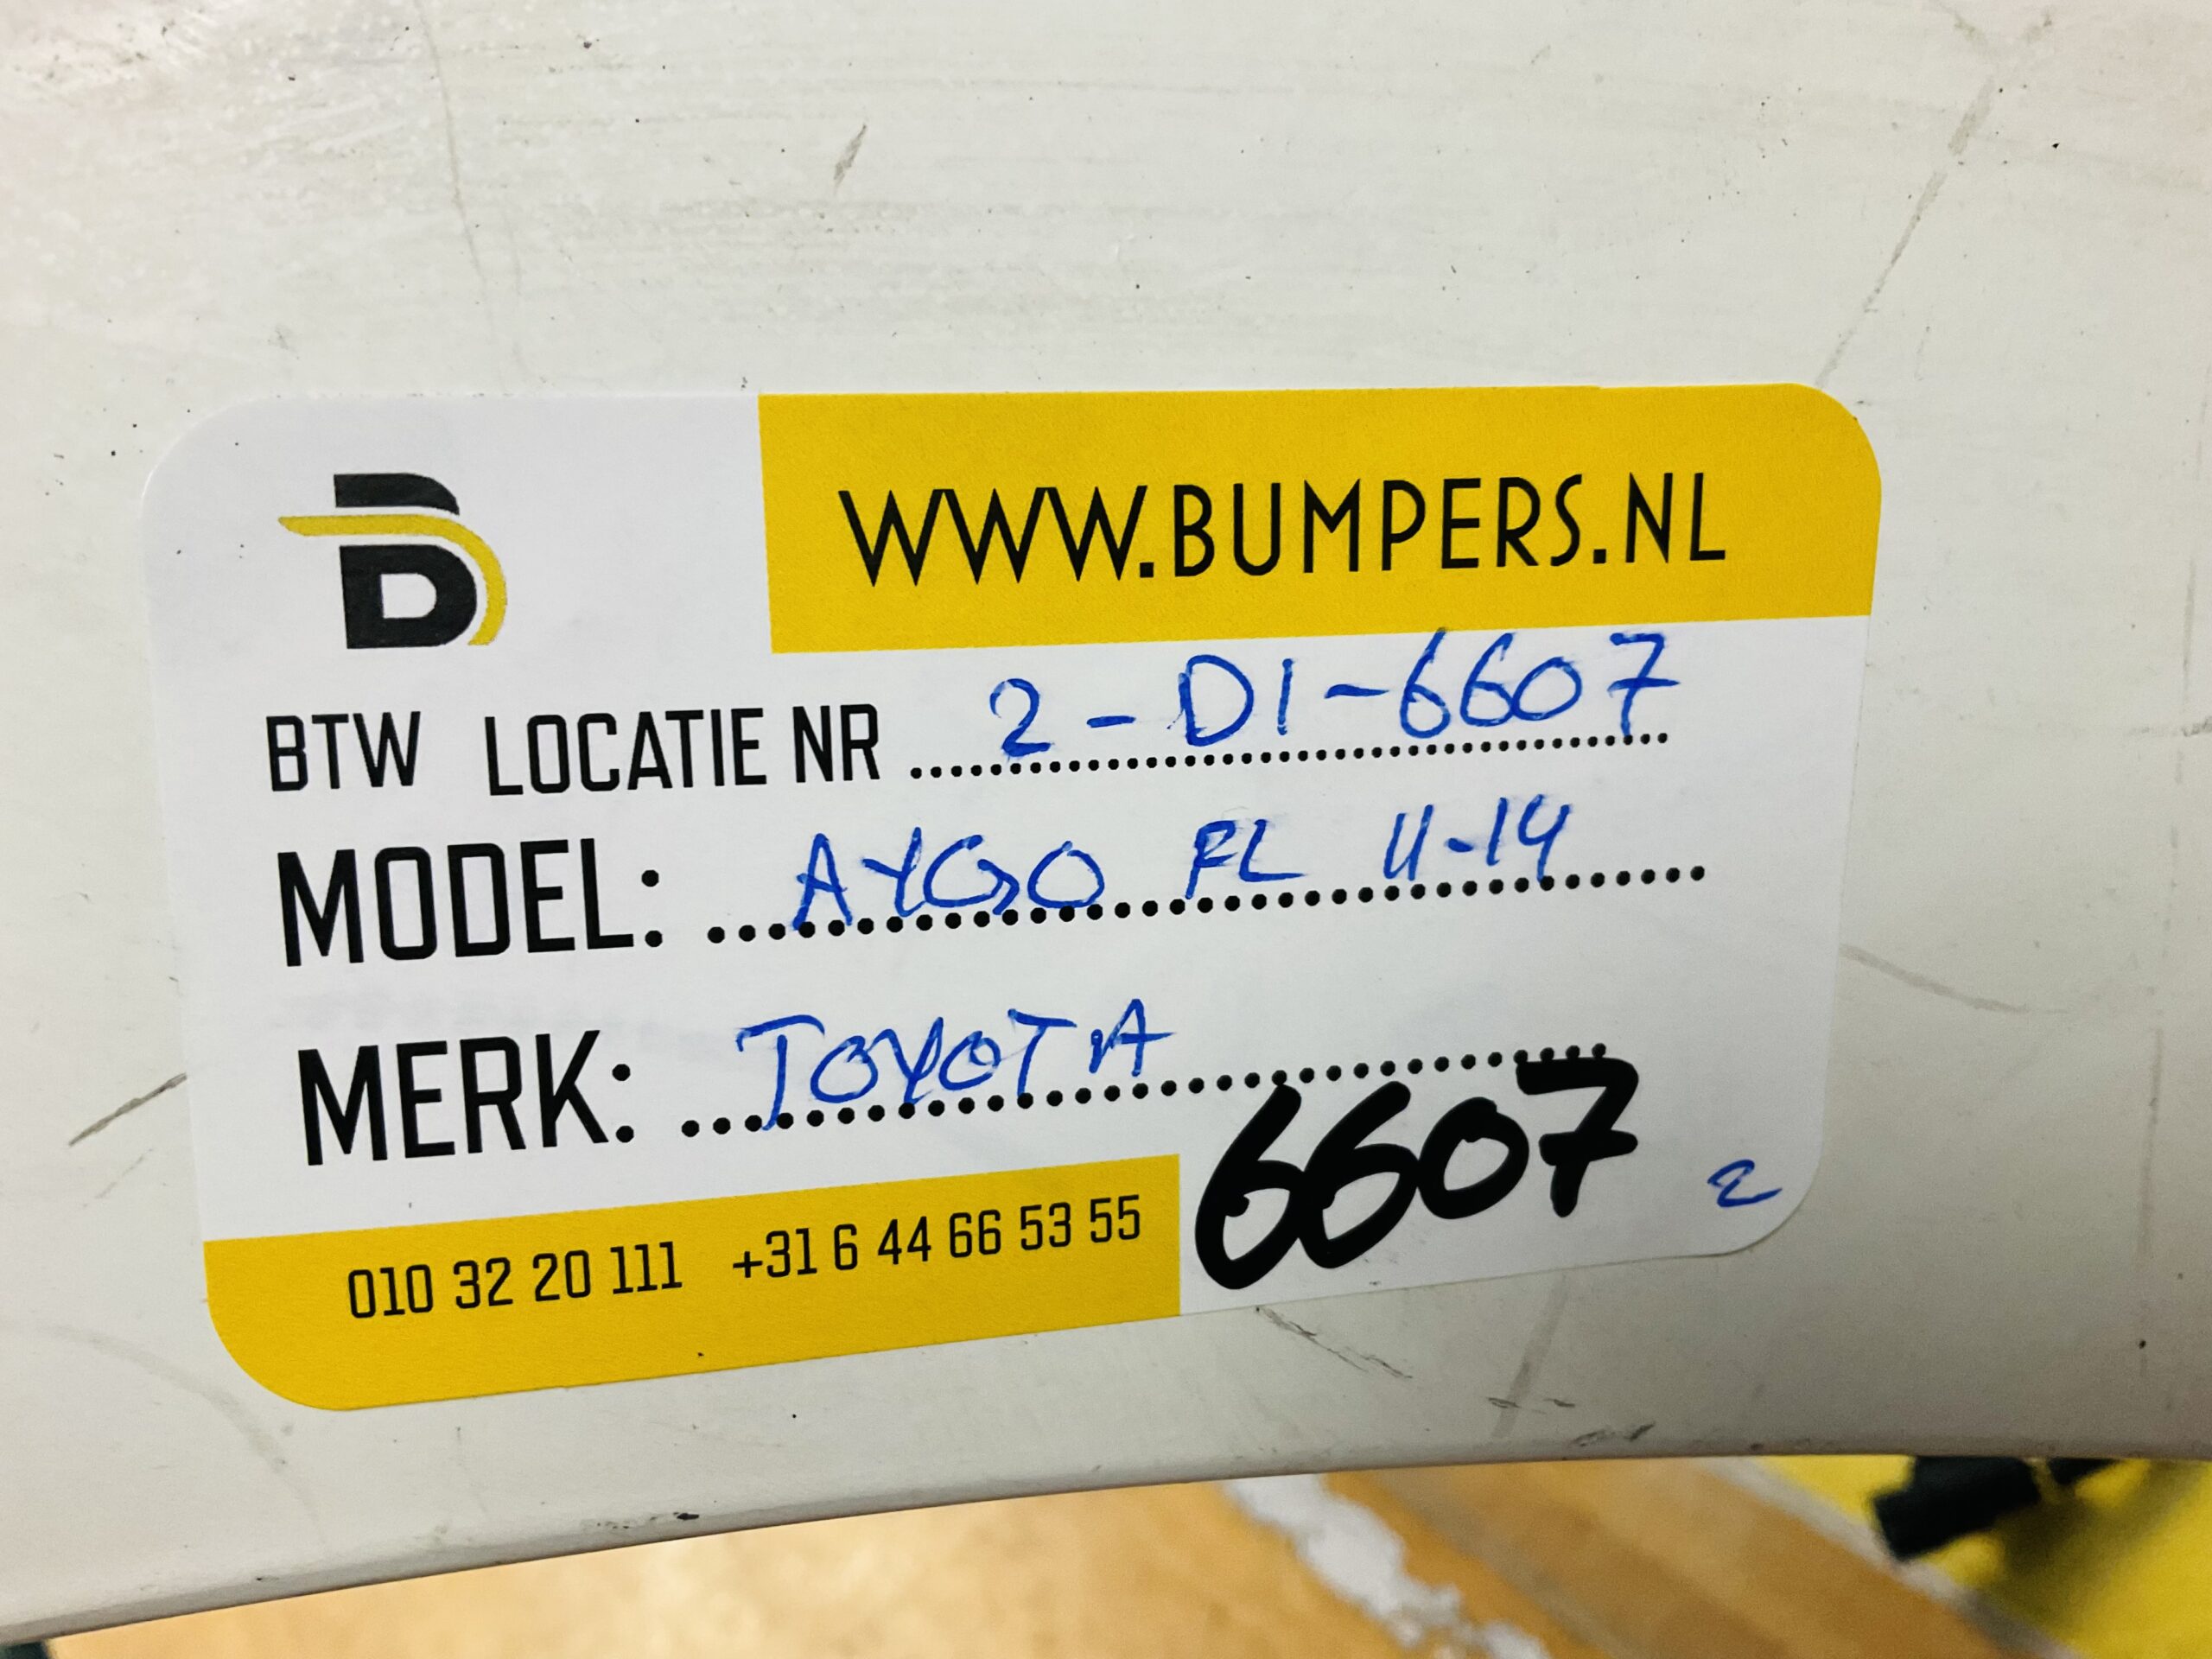 B
WWW.BUMPERS.NL
BTW LOCATIE NR 2-D1-6607
MODEL: AYGO FL 11-14
MERK: TOYOTA
6607
2
010 32 20 111 +31 6 44 66 53 55